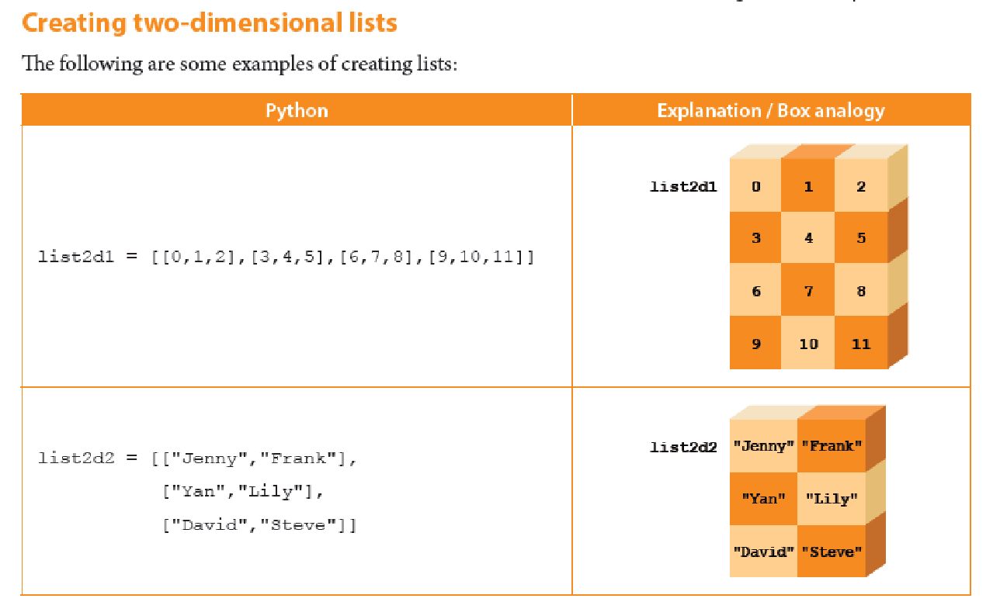 Creating two-dimensional lists
The following are some examples of creating lists:
Python
Explanation / Box analogy
list2d1 = [[0,1,2],[3,4,5],[6,7,8],[9,10,11]]
list2d1
0 1 2
3 4 5
6 7 8
9 10 11
list2d2 = [["Jenny","Frank"],
["Yan","Lily"],
["David","Steve"]]
list2d2
"Jenny" "Frank"
"Yan" "Lily"
"David" "Steve"